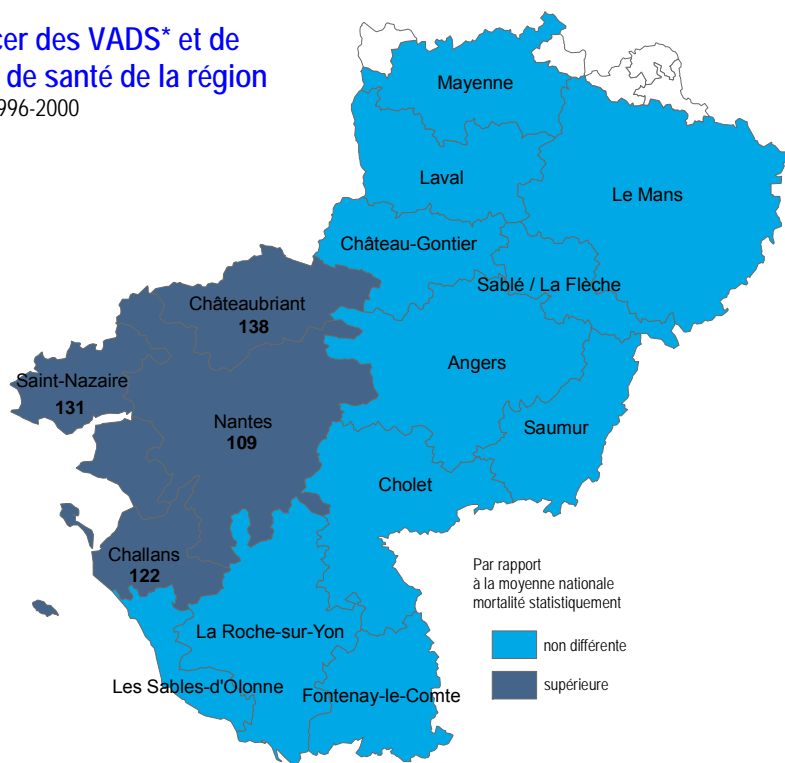 cer des VADS* et de
de santé de la région
996-2000
Mayenne
Laval
Le Mans
Château-Gontier
Sablé / La Flèche
Châteaubriant
138
Angers
Saint-Nazaire
131
Nantes
109
Saumur
Cholet
Challans
122
La Roche-sur-Yon
Les Sables-d'Olonne
Fontenay-le-Comte
Par rapport
à la moyenne nationale
mortalité statistiquement
non différente
supérieure